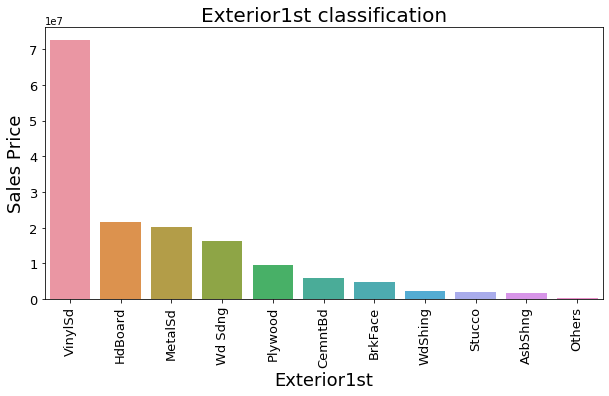 Exterior1st classification
1e7
Sales Price
7
6
5
4
3
2
1
0
VinylSd
HdBoard
MetalSd
Wd Sdng
Plywood
CemntBd
BrkFace
WdShing
Stucco
AsbShng
Others
Exterior1st